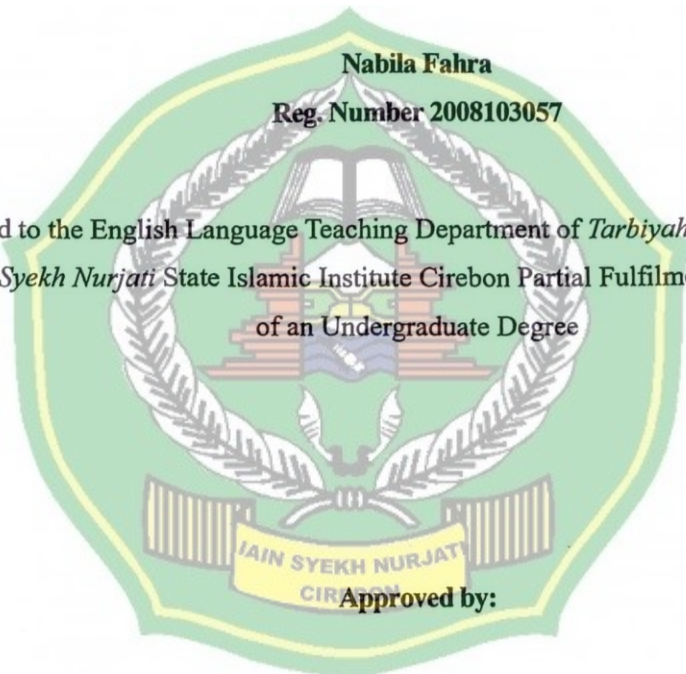 Nabila Fahra
Reg. Number 2008103057
d to the English Language Teaching Department of Tarbiyah
Syekh Nurjati State Islamic Institute Cirebon Partial Fulfilm
of an Undergraduate Degree
IAIN SYEKH NURJATI
CIREBON
Approved by: